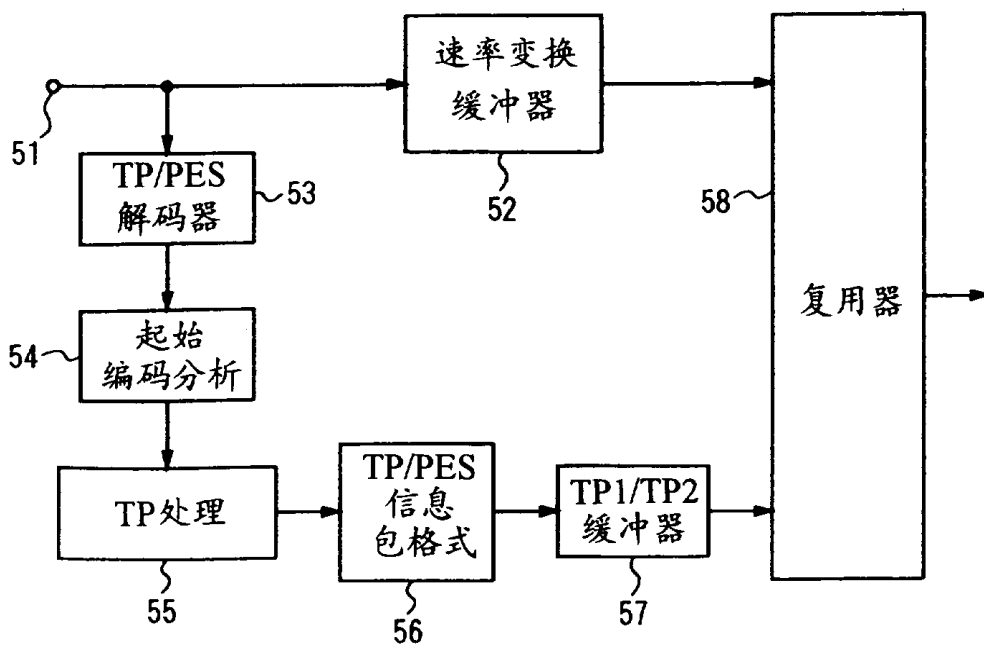 速率变换
缓冲器
51
TP/PES
解码器
53
52
58
复用器
54
起始
编码分析
TP处理
55
TP/PES
信息
包格式
56
TP1/TP2
缓冲器
57